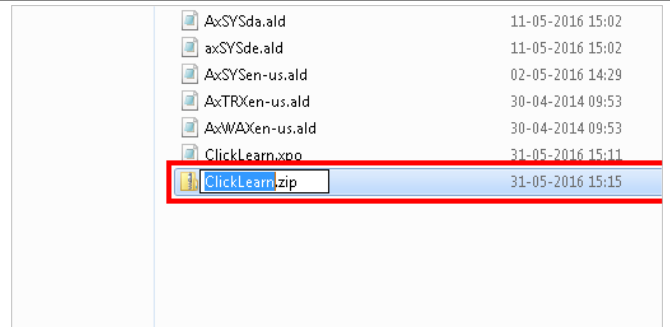 AxSYSda.ald 11-05-2016 15:02
axSYSde.ald 11-05-2016 15:02
AxSYSen-us.ald 02-05-2016 14:29
AxTRXen-us.ald 30-04-2014 09:53
AxWAXen-us.ald 30-04-2014 09:53
ClickLearn.xpo 31-05-2016 15:11
ClickLearn.zip 31-05-2016 15:15